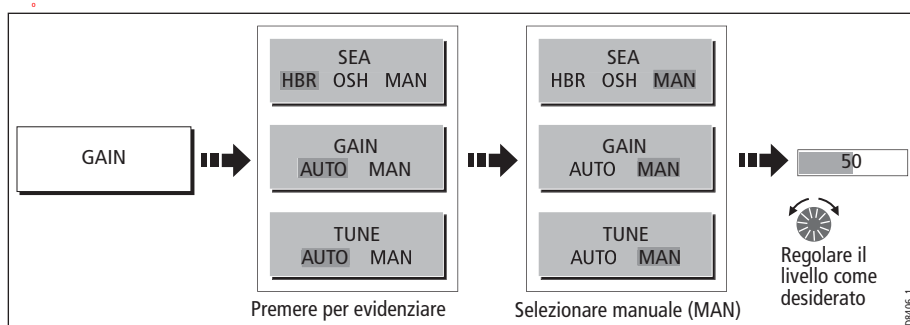 GAIN
SEA
HBR OSH MAN
GAIN
AUTO MAN
TUNE
AUTO MAN
Premere per evidenziare
SEA
HBR OSH MAN
GAIN
AUTO MAN
TUNE
AUTO MAN
Selezionare manuale (MAN)
50
Regolare il
livello come
desiderato
D8406_1